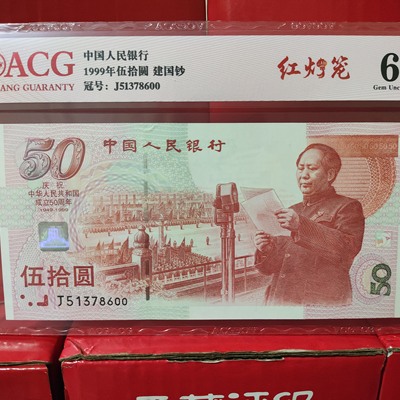 ACG
ANG GUARANTY
中国人民银行
1999年伍拾圆 建国钞
冠号: J51378600
红灯笼
6
Gem Unc
50
庆祝
中华人民共和国
成立50周年
1949-1999
中国人民银行
伍拾圆
J51378600
50